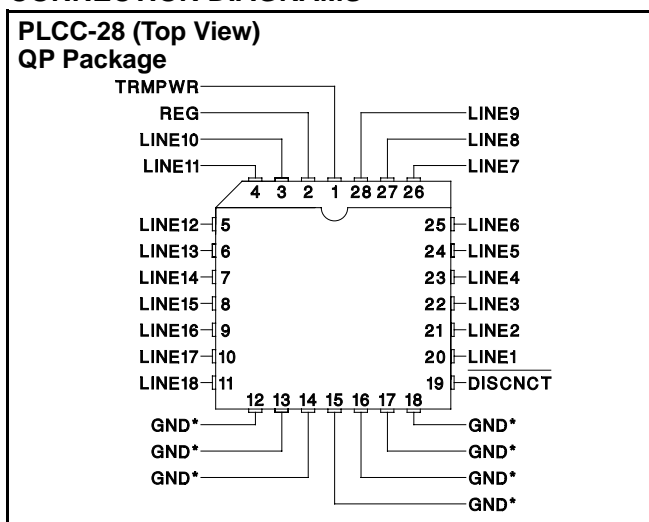 PLCC-28 (Top View)
QP Package
TRMPWR
REG LINE9
LINE10 LINE8
LINE11 LINE7
4 3 2 1 28 27 26
LINE12 5 25 LINE6
LINE13 6 24 LINE5
LINE14 7 23 LINE4
LINE15 8 22 LINE3
LINE16 9 21 LINE2
LINE17 10 20 LINE1
LINE18 11 19 DISCNCT
12 13 14 15 16 17 18
GND* GND*
GND* GND*
GND* GND*
GND*